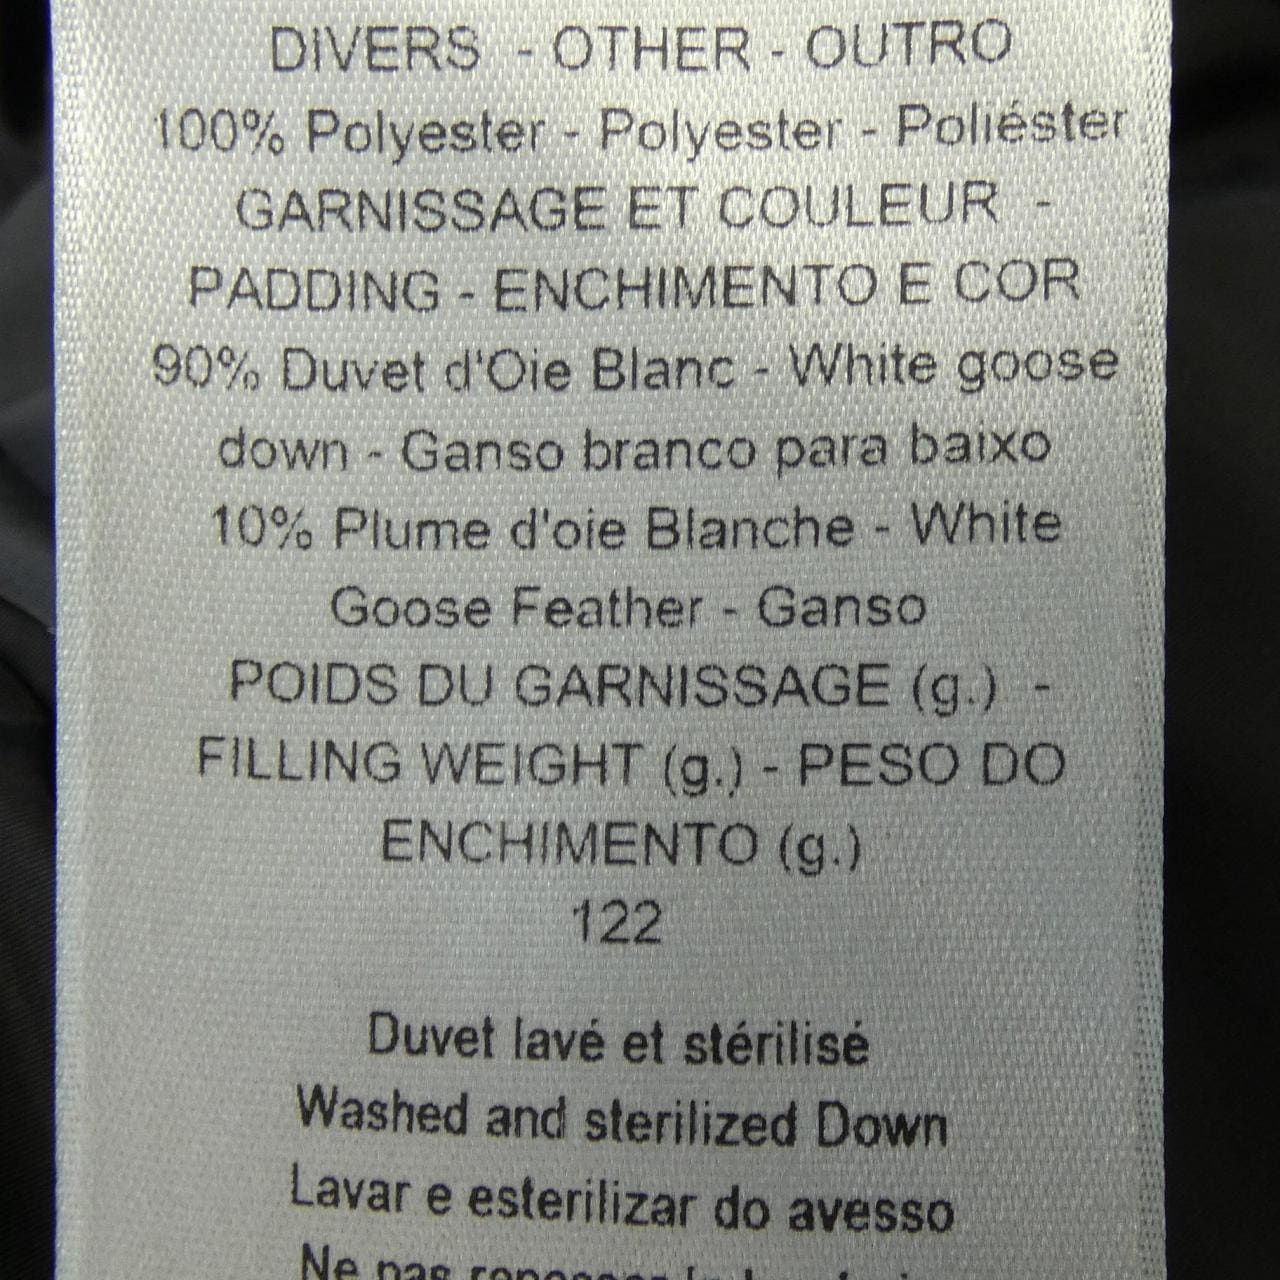 DIVERS - OTHER - OUTRO
100% Polyester - Polyester - Poliéster
GARNISSAGE ET COULEUR -
PADDING - ENCHIMENTO E COR
90% Duvet d'Oie Blanc - White goose
down - Ganso branco para baixo
10% Plume d'oie Blanche - White
Goose Feather - Ganso
POIDS DU GARNISSAGE (g.) -
FILLING WEIGHT (g.) - PESO DO
ENCHIMENTO (g.)
122
Duvet lavé et stérilisé
Washed and sterilized Down
Lavar e esterilizar do avesso
Ne pas